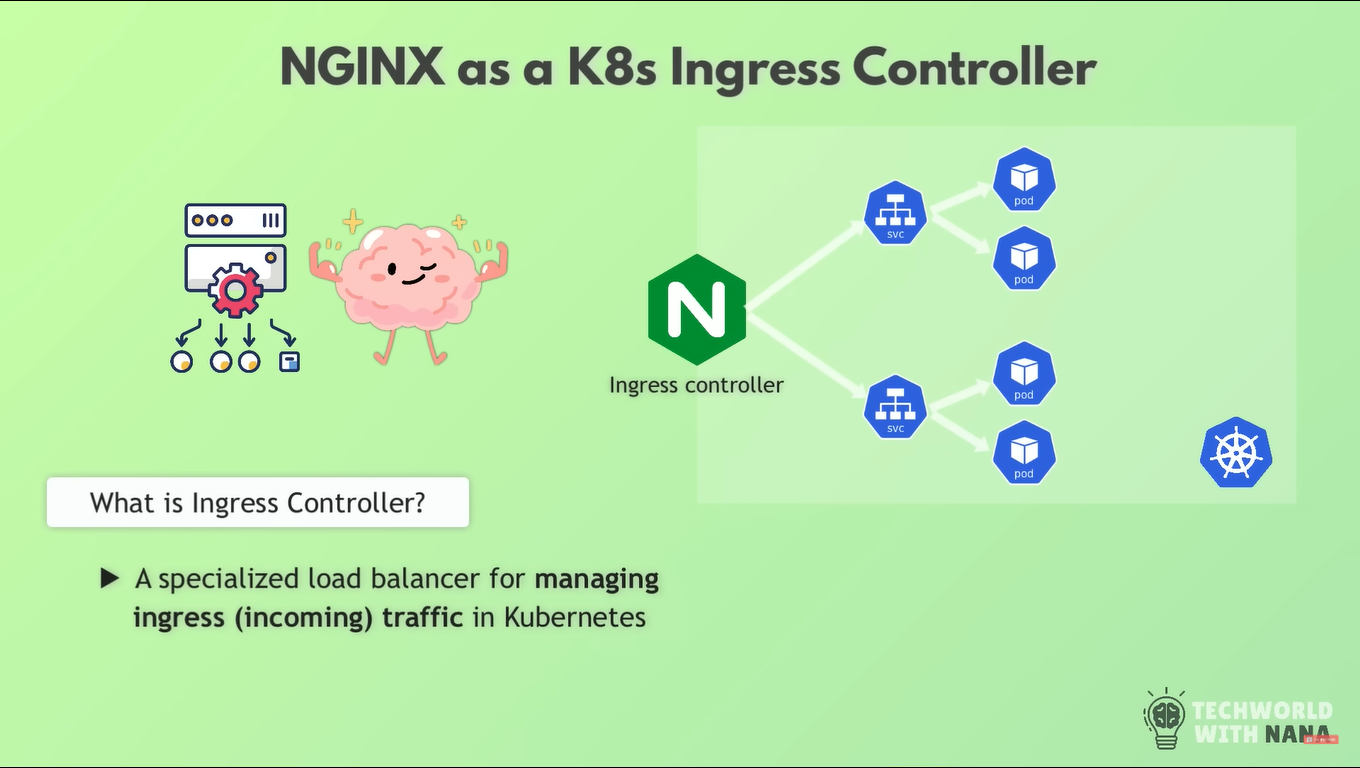 NGINX as a K8s Ingress Controller
pod
svc
pod
N
Ingress controller
pod
svc
pod
What is Ingress Controller?
A specialized load balancer for managing
ingress (incoming) traffic in Kubernetes
TECHWORLD
WITH NANA